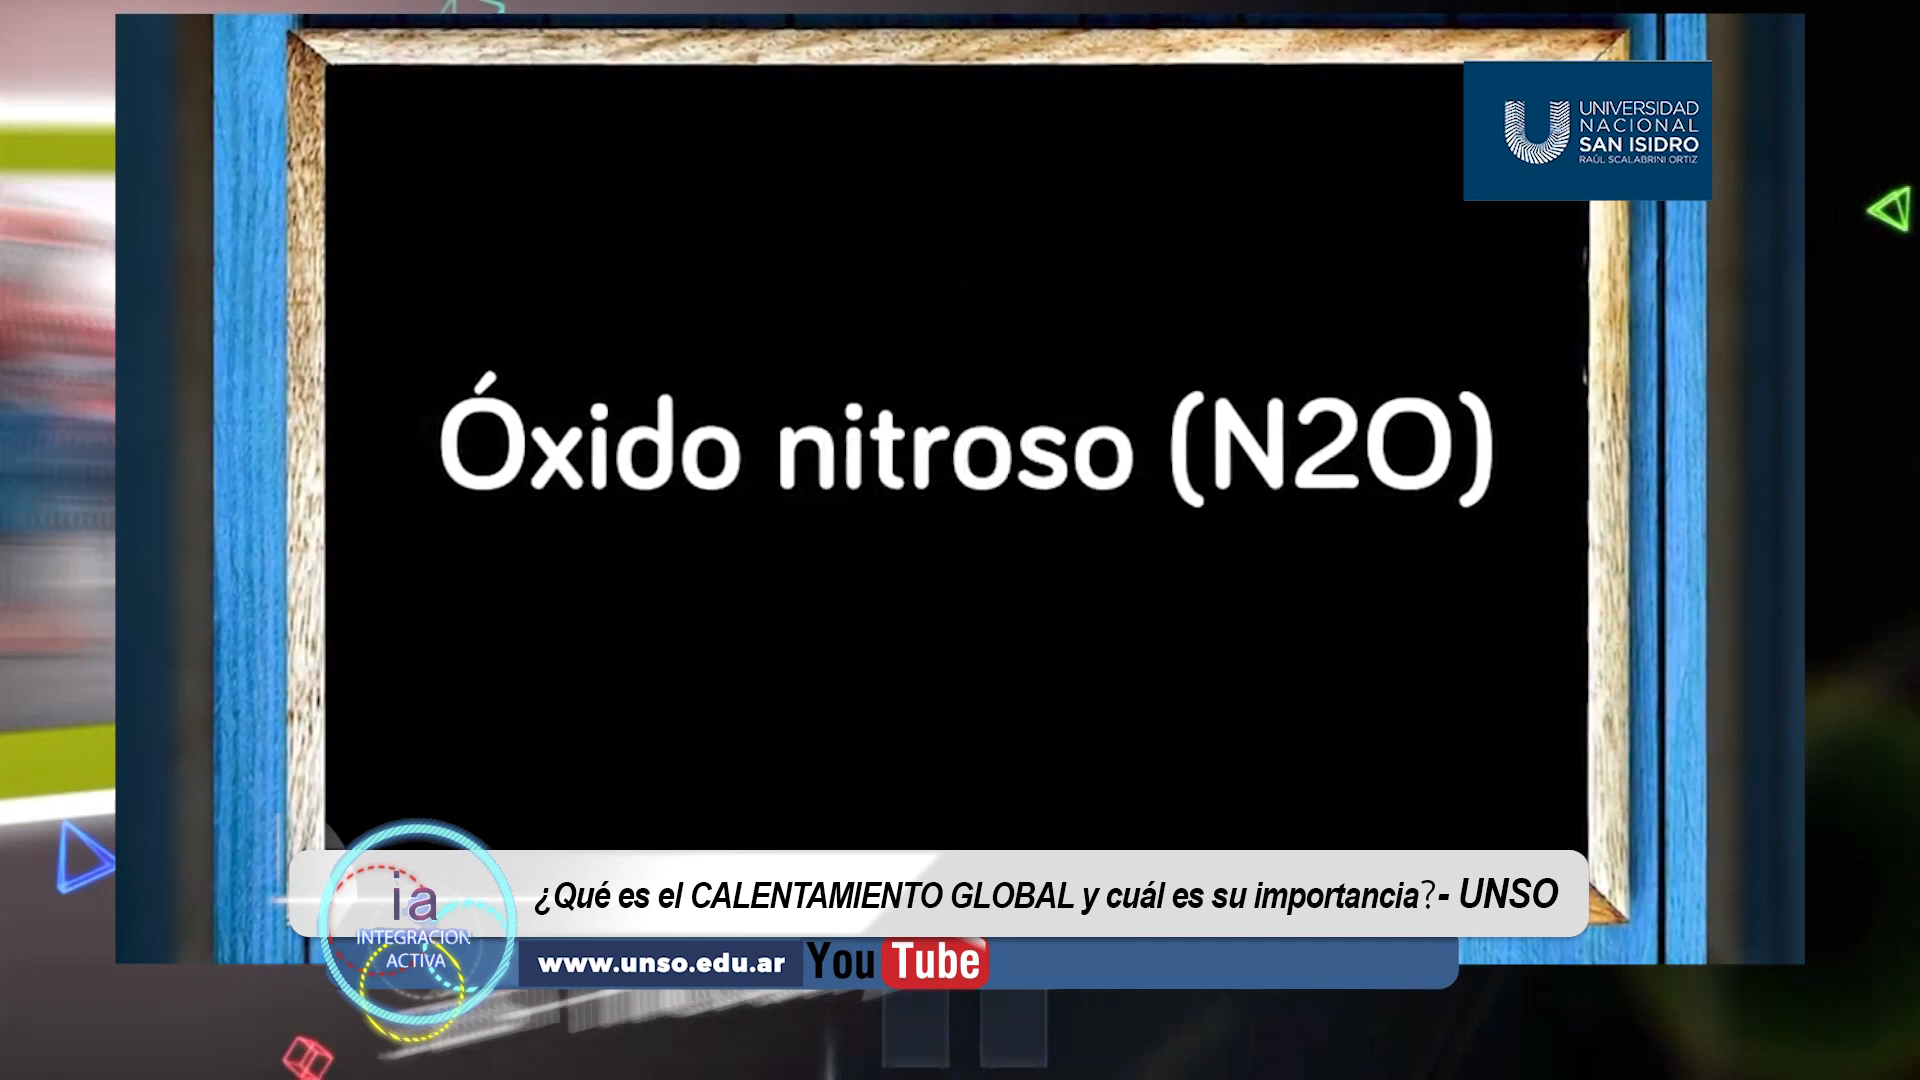 UNIVERSIDAD
NACIONAL
SAN ISIDRO
RAÚL SCALABRINI ORTIZ
Óxido nitroso (N2O)
¿Qué es el CALENTAMIENTO GLOBAL y cuál es su importancia?- UNSO
ia
INTEGRACION
ACTIVA
www.unso.edu.ar YouTube